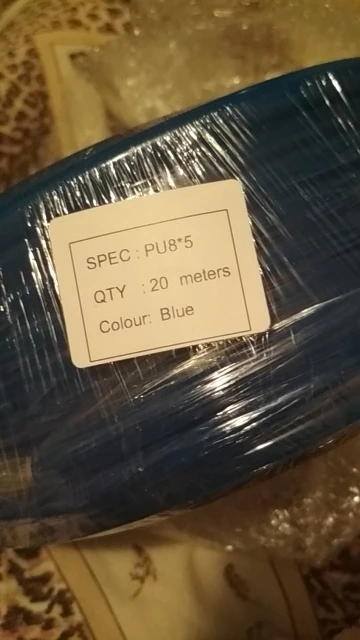 SPEC : PU8*5
QTY : 20 meters
Colour: Blue